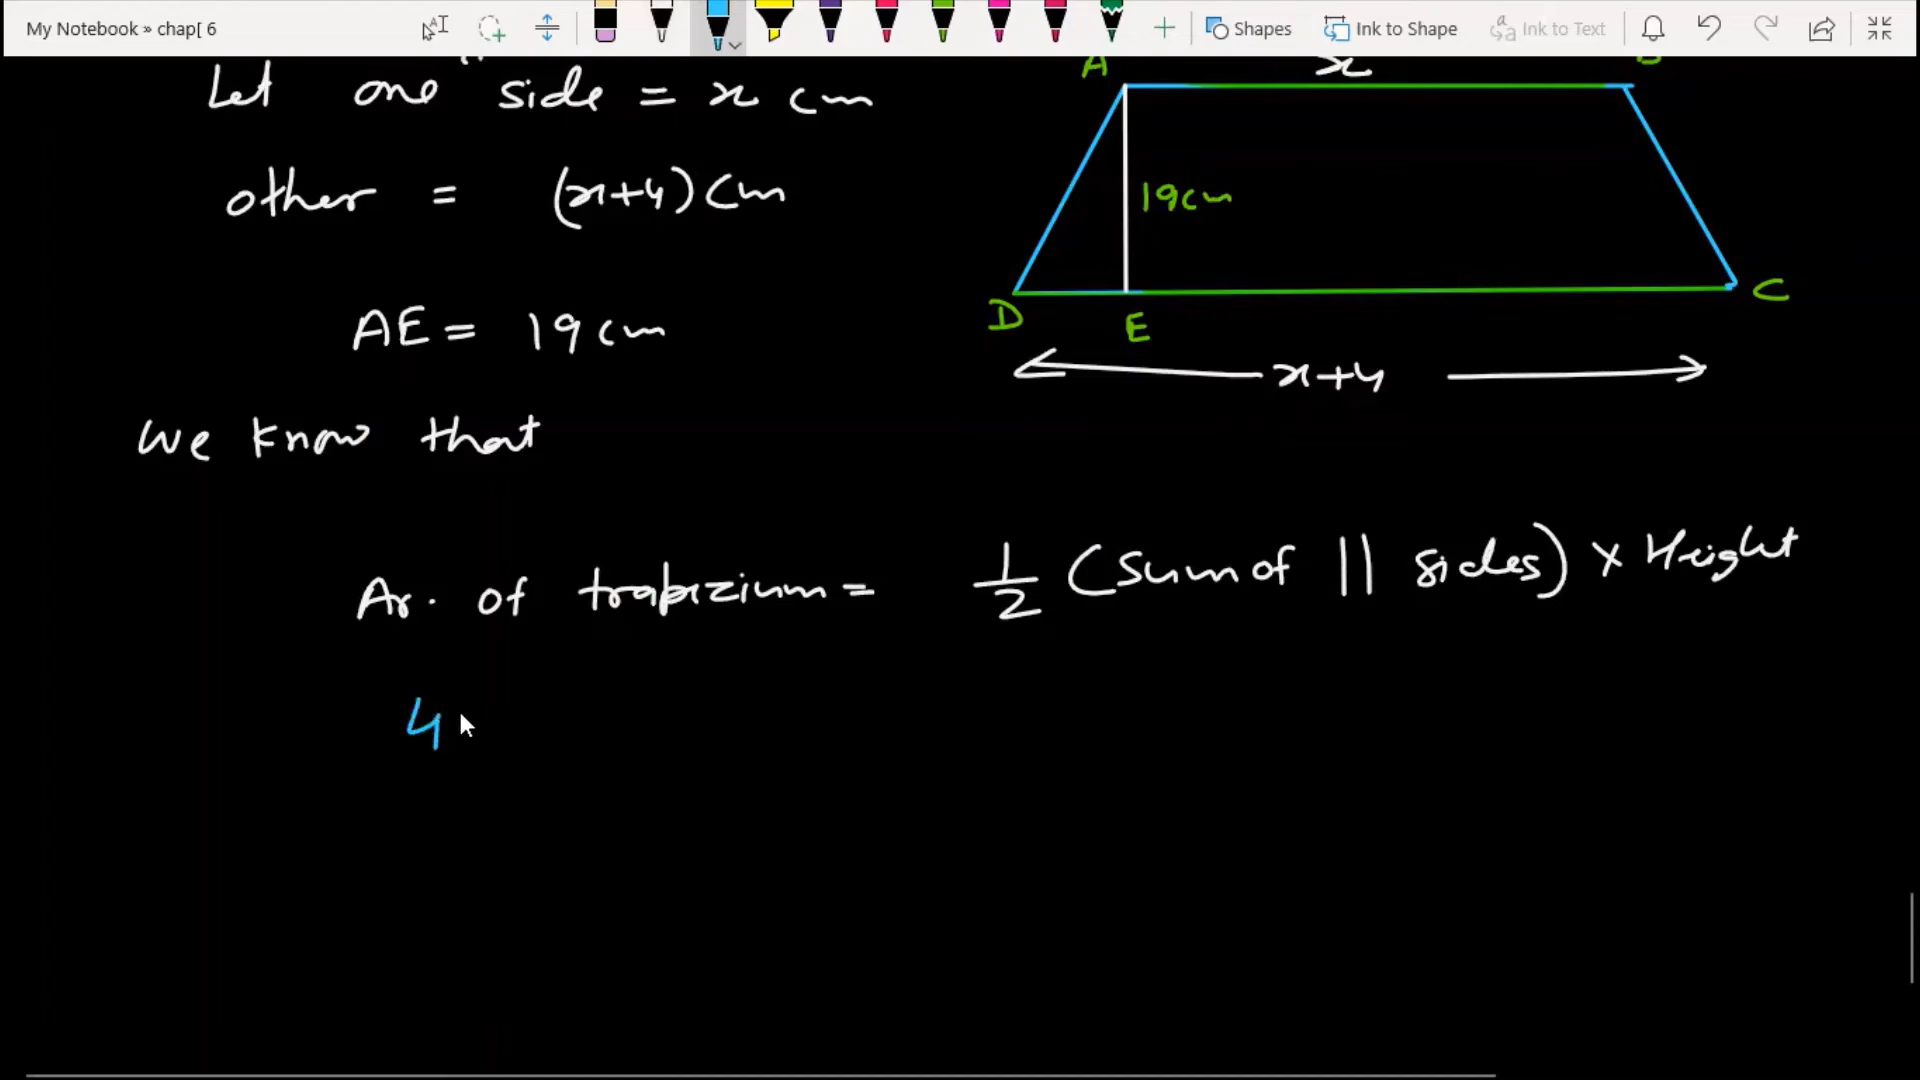 My Notebook » chap[ 6
Shapes
Ink to Shape
Ink to Text
Let one side = x cm
other = (x+4) cm
AE = 19 cm
We know that
Ar. of trapizium = 1/2 (Sum of || sides) × Height
4
A
x
19cm
D
E
C
x+4